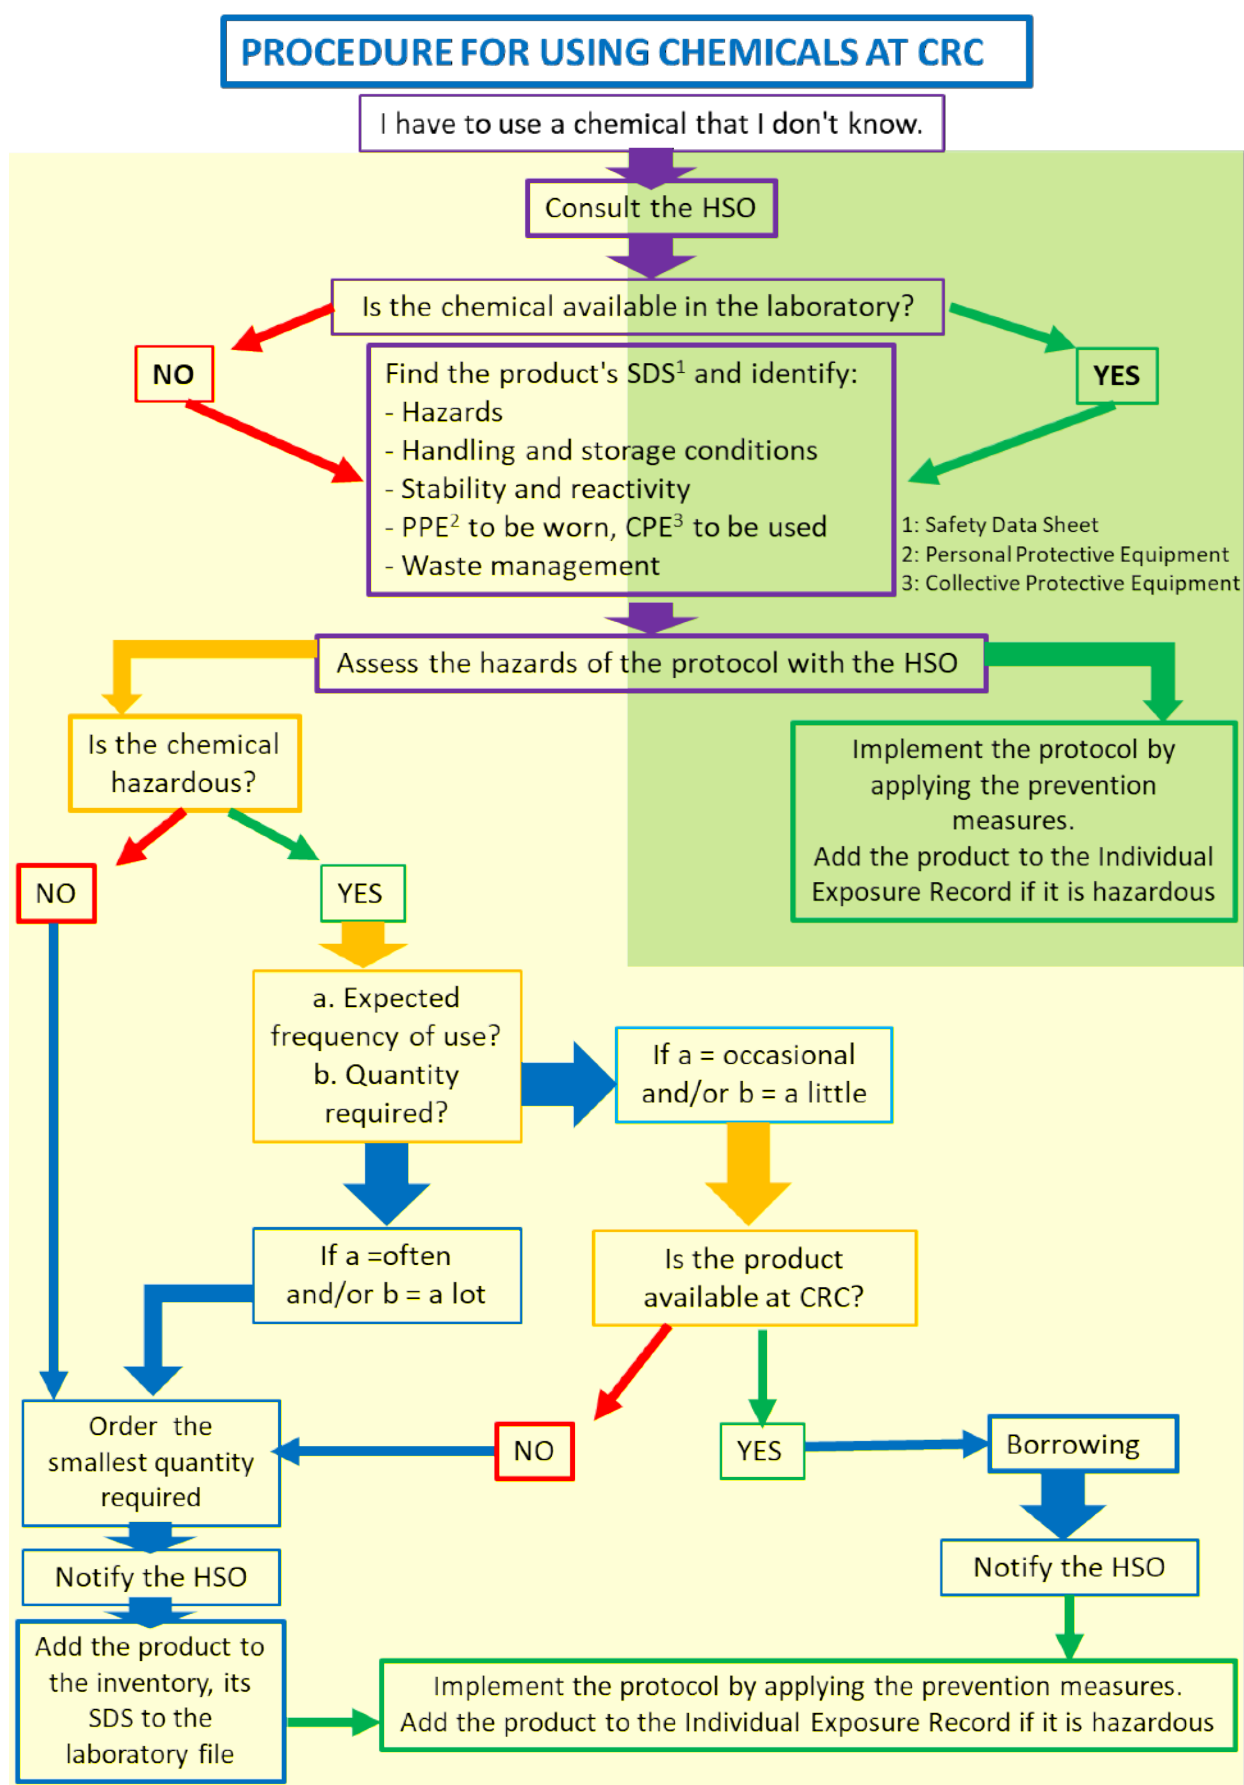 PROCEDURE FOR USING CHEMICALS AT CRC
I have to use a chemical that I don't know.
Consult the HSO
Is the chemical available in the laboratory?
NO
YES
Find the product's SDS¹ and identify:
- Hazards
- Handling and storage conditions
- Stability and reactivity
- PPE² to be worn, CPE³ to be used
- Waste management
1: Safety Data Sheet
2: Personal Protective Equipment
3: Collective Protective Equipment
Assess the hazards of the protocol with the HSO
Is the chemical
hazardous?
Implement the protocol by
applying the prevention
measures.
Add the product to the Individual
Exposure Record if it is hazardous
NO
YES
a. Expected
frequency of use?
b. Quantity
required?
If a = occasional
and/or b = a little
If a =often
and/or b = a lot
Is the product
available at CRC?
Order the
smallest quantity
required
NO
YES
Borrowing
Notify the HSO
Notify the HSO
Add the product to
the inventory, its
SDS to the
laboratory file
Implement the protocol by applying the prevention measures.
Add the product to the Individual Exposure Record if it is hazardous